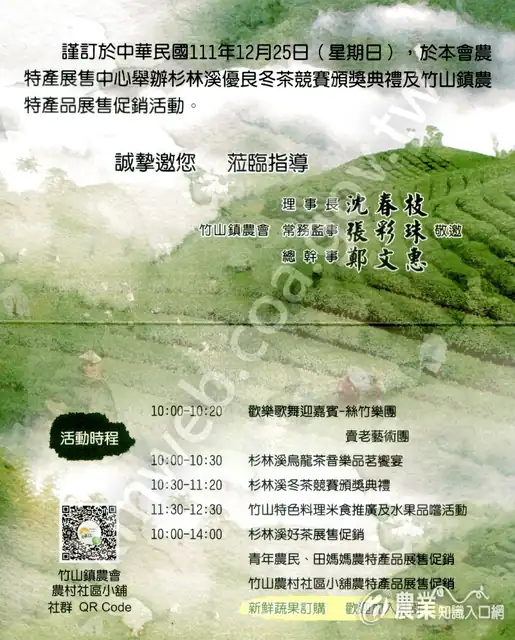 謹訂於中華民國111年12月25日（星期日），於本會農
特產展售中心舉辦杉林溪優良冬茶競賽頒獎典禮及竹山鎮農
特產品展售促銷活動。
誠摯邀您 蒞臨指導
理事長 沈春枝
竹山鎮農會 常務監事 張彩珠 敬邀
總幹事 鄭文惠
活動時程
10:00-10:20 歡樂歌舞迎嘉賓-絲竹樂團
賣老藝術團
10:00-10:30 杉林溪烏龍茶音樂品茗饗宴
10:30-11:20 杉林溪冬茶競賽頒獎典禮
11:30-12:30 竹山特色料理米食推廣及水果品嚐活動
10:00-14:00 杉林溪好茶展售促銷
青年農民、田媽媽農特產品展售促銷
竹山農村社區小舖農特產品展售促銷
新鮮蔬果訂購 歡迎加入
竹山鎮農會
農村社區小舖
社群 QR Code
農業知識入口網